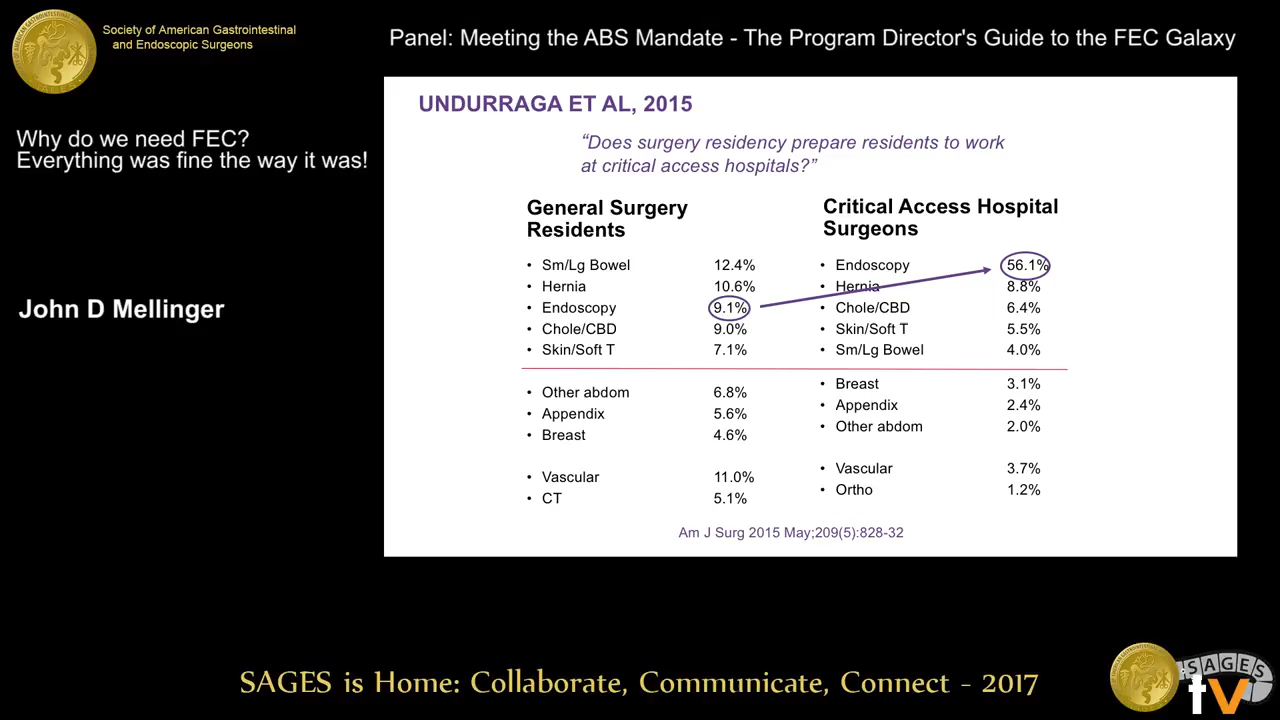 Society of American Gastrointestinal
and Endoscopic Surgeons
Panel: Meeting the ABS Mandate - The Program Director's Guide to the FEC Galaxy
Why do we need FEC?
Everything was fine the way it was!
John D Mellinger
UNDURRAGA ET AL, 2015
“Does surgery residency prepare residents to work
at critical access hospitals?”
General Surgery
Residents
• Sm/Lg Bowel 12.4%
• Hernia 10.6%
• Endoscopy 9.1%
• Chole/CBD 9.0%
• Skin/Soft T 7.1%
• Other abdom 6.8%
• Appendix 5.6%
• Breast 4.6%
• Vascular 11.0%
• CT 5.1%
Critical Access Hospital
Surgeons
• Endoscopy 56.1%
• Hernia 8.8%
• Chole/CBD 6.4%
• Skin/Soft T 5.5%
• Sm/Lg Bowel 4.0%
• Breast 3.1%
• Appendix 2.4%
• Other abdom 2.0%
• Vascular 3.7%
• Ortho 1.2%
Am J Surg 2015 May;209(5):828-32
SAGES is Home: Collaborate, Communicate, Connect - 2017
SAGES
tv